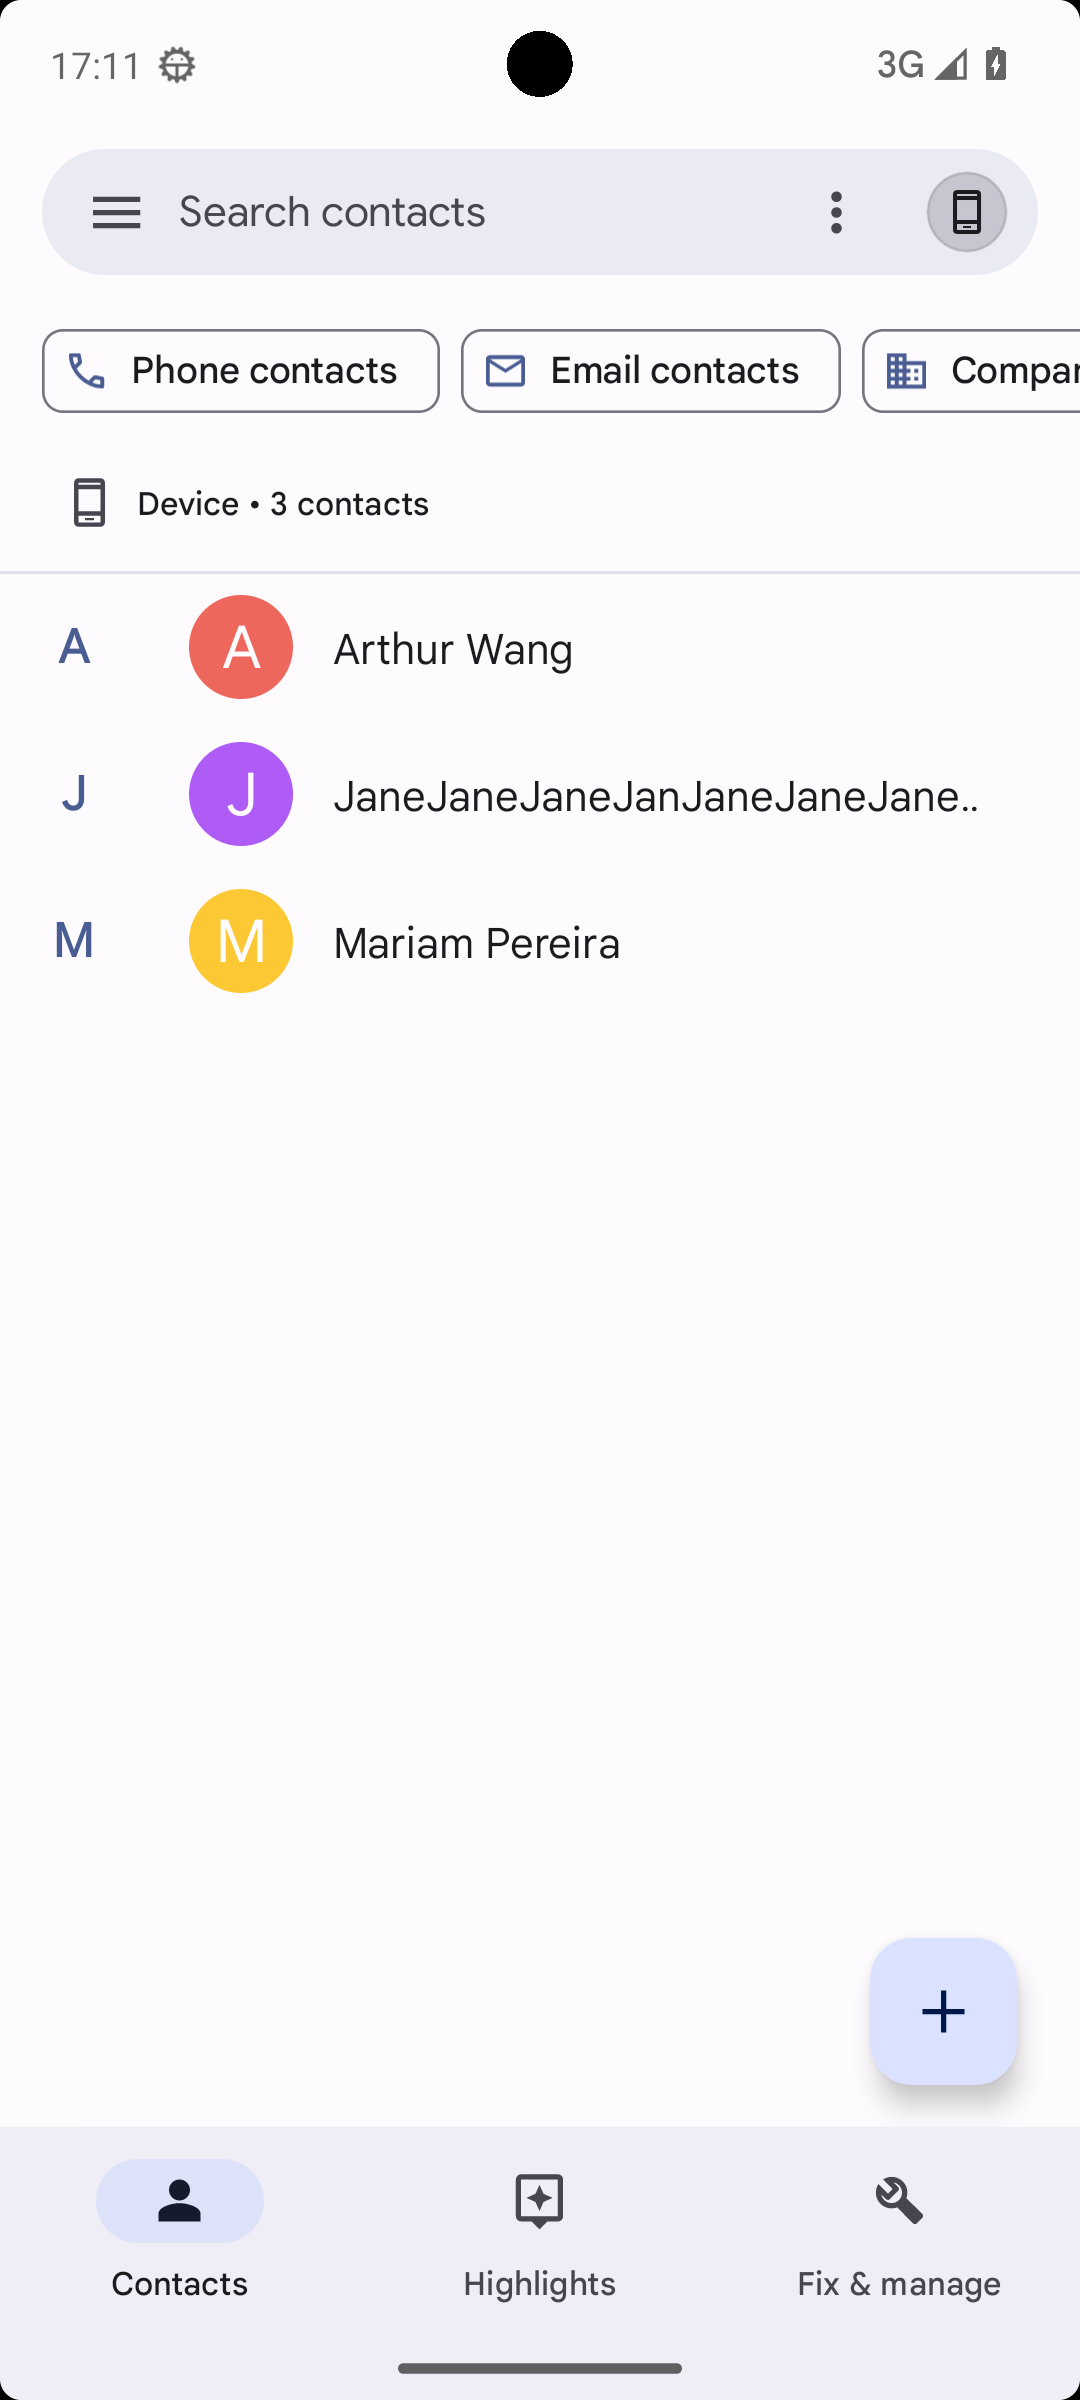 17:11
3G
Search contacts
Phone contacts
Email contacts
Device • 3 contacts
A
A
Arthur Wang
J
J
JaneJaneJaneJanJaneJaneJane..
M
M
Mariam Pereira
Contacts
Highlights
Fix & manage